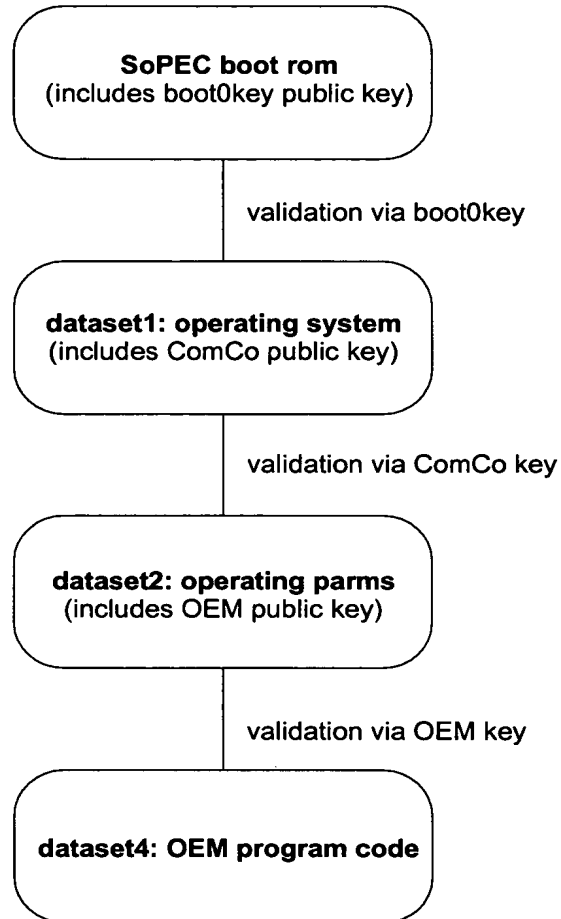 SoPEC boot rom
(includes boot0key public key)
validation via boot0key
dataset1: operating system
(includes ComCo public key)
validation via ComCo key
dataset2: operating parms
(includes OEM public key)
validation via OEM key
dataset4: OEM program code